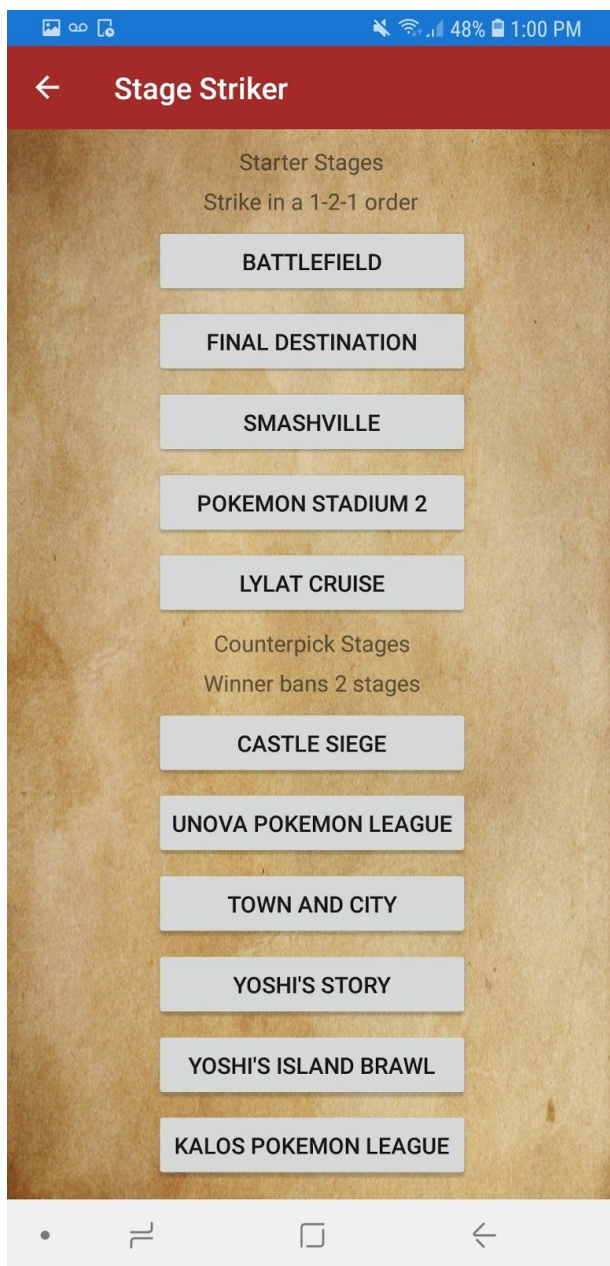 48% 1:00 PM
Stage Striker
Starter Stages
Strike in a 1-2-1 order
BATTLEFIELD
FINAL DESTINATION
SMASHVILLE
POKEMON STADIUM 2
LYLAT CRUISE
Counterpick Stages
Winner bans 2 stages
CASTLE SIEGE
UNOVA POKEMON LEAGUE
TOWN AND CITY
YOSHI'S STORY
YOSHI'S ISLAND BRAWL
KALOS POKEMON LEAGUE